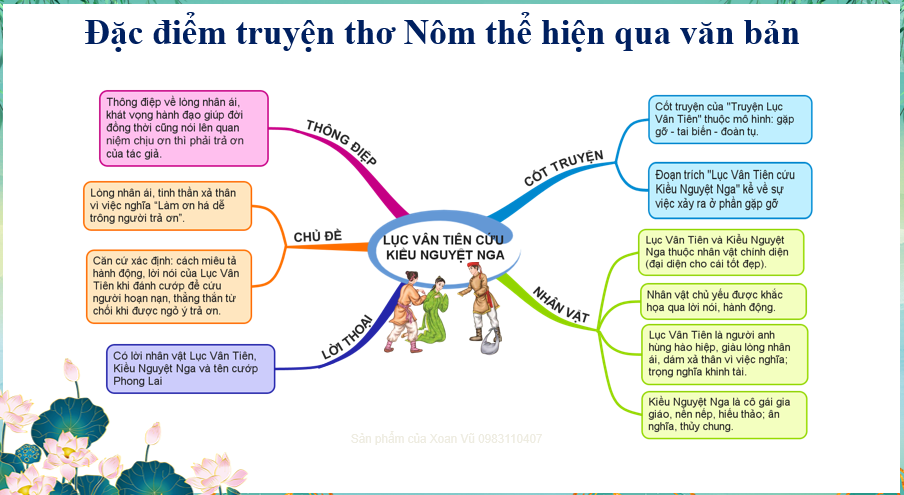 Đặc điểm truyện thơ Nôm thể hiện qua văn bản
Thông điệp về lòng nhân ái,
khát vọng hành đạo giúp đời
đồng thời cũng nói lên quan
niệm chịu ơn thì phải trả ơn
của tác giả.
THÔNG ĐIỆP
Lòng nhân ái, tinh thần xả thân
vì việc nghĩa “Làm ơn há dễ
trông người trả ơn”.
CHỦ ĐỀ
Căn cứ xác định: cách miêu tả
hành động, lời nói của Lục Vân
Tiên khi đánh cướp để cứu
người hoạn nạn, thẳng thắn từ
chối khi được ngỏ ý trả ơn.
LỜI THOẠI
Có lời nhân vật Lục Vân Tiên,
Kiều Nguyệt Nga và tên cướp
Phong Lai
LỤC VÂN TIÊN CỨU
KIỀU NGUYỆT NGA
CỐT TRUYỆN
Cốt truyện của "Truyện Lục
Vân Tiên" thuộc mô hình: gặp
gỡ - tai biến - đoàn tụ.
Đoạn trích "Lục Vân Tiên cứu
Kiều Nguyệt Nga" kể về sự
việc xảy ra ở phần gặp gỡ
NHÂN VẬT
Lục Vân Tiên và Kiều Nguyệt
Nga thuộc nhân vật chính diện
(đại diện cho cái tốt đẹp).
Nhân vật chủ yếu được khắc
họa qua lời nói, hành động.
Lục Vân Tiên là người anh
hùng hào hiệp, giàu lòng nhân
ái, dám xả thân vì việc nghĩa;
trọng nghĩa khinh tài.
Kiều Nguyệt Nga là cô gái gia
giáo, nền nếp, hiếu thảo; ân
nghĩa, thủy chung.
Sản phẩm của Xoan Vũ 0983110407